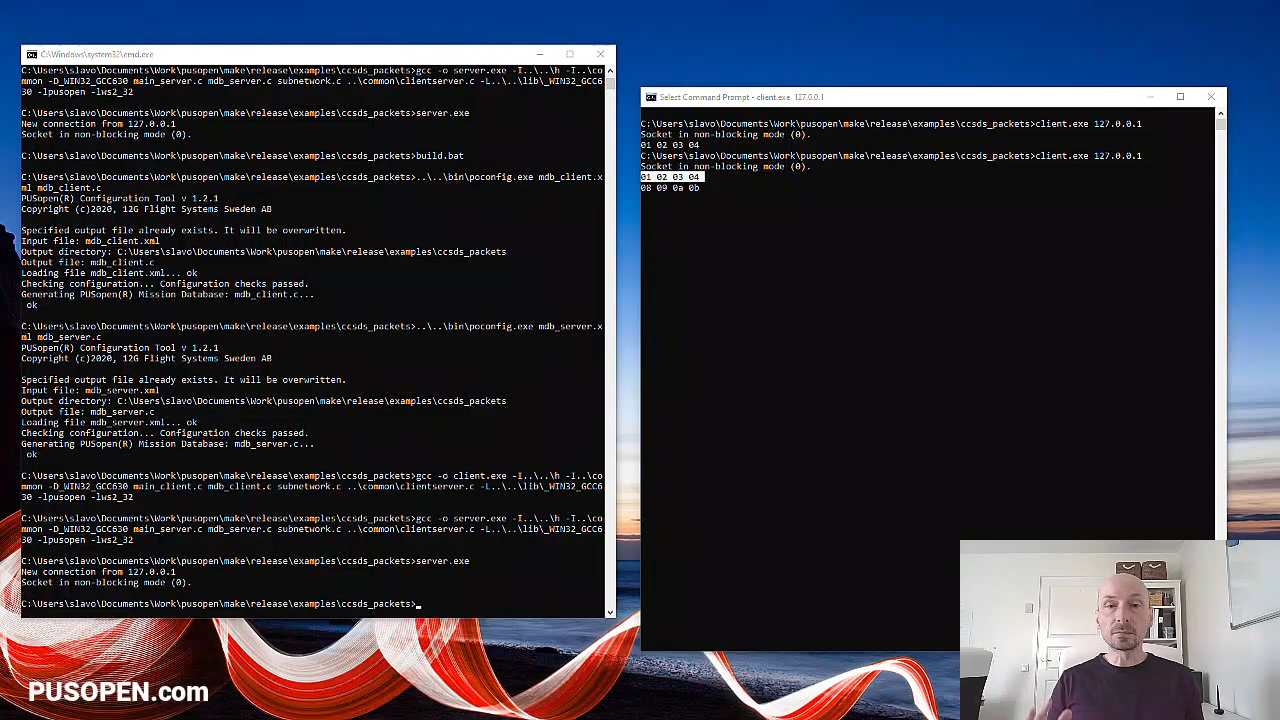 C:\Windows\system32\cmd.exe
C:\Users\slavo\Documents\Work\pusopen\make\release\examples\ccsds_packets>gcc -o server.exe -I..\..\h -I..\co
mmon -D_WIN32_GCC630 main_server.c mdb_server.c subnetwork.c ..\common\clientserver.c -L..\..\lib\_WIN32_GCC6
30 -lpusopen -lws2_32
C:\Users\slavo\Documents\Work\pusopen\make\release\examples\ccsds_packets>server.exe
New connection from 127.0.0.1
Socket in non-blocking mode (0).
C:\Users\slavo\Documents\Work\pusopen\make\release\examples\ccsds_packets>build.bat
C:\Users\slavo\Documents\Work\pusopen\make\release\examples\ccsds_packets>..\..\bin\poconfig.exe mdb_client.x
ml mdb_client.c
PUSopen(R) Configuration Tool v 1.2.1
Copyright (c)2020, 12G Flight Systems Sweden AB
Specified output file already exists. It will be overwritten.
Input file: mdb_client.xml
Output directory: C:\Users\slavo\Documents\Work\pusopen\make\release\examples\ccsds_packets
Output file: mdb_client.c
Loading file mdb_client.xml... ok
Checking configuration... Configuration checks passed.
Generating PUSopen(R) Mission Database: mdb_client.c...
ok
C:\Users\slavo\Documents\Work\pusopen\make\release\examples\ccsds_packets>..\..\bin\poconfig.exe mdb_server.x
ml mdb_server.c
PUSopen(R) Configuration Tool v 1.2.1
Copyright (c)2020, 12G Flight Systems Sweden AB
Specified output file already exists. It will be overwritten.
Input file: mdb_server.xml
Output directory: C:\Users\slavo\Documents\Work\pusopen\make\release\examples\ccsds_packets
Output file: mdb_server.c
Loading file mdb_server.xml... ok
Checking configuration... Configuration checks passed.
Generating PUSopen(R) Mission Database: mdb_server.c...
ok
C:\Users\slavo\Documents\Work\pusopen\make\release\examples\ccsds_packets>gcc -o client.exe -I..\..\h -I..\co
mmon -D_WIN32_GCC630 main_client.c mdb_client.c subnetwork.c ..\common\clientserver.c -L..\..\lib\_WIN32_GCC6
30 -lpusopen -lws2_32
C:\Users\slavo\Documents\Work\pusopen\make\release\examples\ccsds_packets>gcc -o server.exe -I..\..\h -I..\co
mmon -D_WIN32_GCC630 main_server.c mdb_server.c subnetwork.c ..\common\clientserver.c -L..\..\lib\_WIN32_GCC6
30 -lpusopen -lws2_32
C:\Users\slavo\Documents\Work\pusopen\make\release\examples\ccsds_packets>server.exe
New connection from 127.0.0.1
Socket in non-blocking mode (0).
C:\Users\slavo\Documents\Work\pusopen\make\release\examples\ccsds_packets>_
Select Command Prompt - client.exe 127.0.0.1
C:\Users\slavo\Documents\Work\pusopen\make\release\examples\ccsds_packets>client.exe 127.0.0.1
Socket in non-blocking mode (0).
01 02 03 04
C:\Users\slavo\Documents\Work\pusopen\make\release\examples\ccsds_packets>client.exe 127.0.0.1
Socket in non-blocking mode (0).
01 02 03 04
08 09 0a 0b
PUSOPEN.com